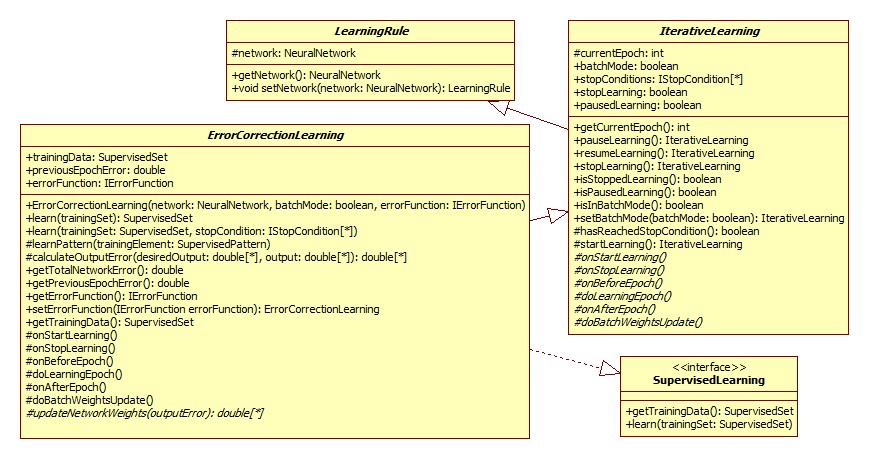 LearningRule
#network: NeuralNetwork
+getNetwork(): NeuralNetwork
+void setNetwork(network: NeuralNetwork): LearningRule
IterativeLearning
#currentEpoch: int
+batchMode: boolean
+stopConditions: IStopCondition[*]
+stopLearning: boolean
+pausedLearning: boolean
+getCurrentEpoch(): int
+pauseLearning(): IterativeLearning
+resumeLearning(): IterativeLearning
+stopLearning(): IterativeLearning
+isStoppedLearning(): boolean
+isPausedLearning(): boolean
+isInBatchMode(): boolean
+setBatchMode(batchMode: boolean): IterativeLearning
#hasReachedStopCondition(): boolean
#startLearning(): IterativeLearning
#onStartLearning()
#onStopLearning()
#onBeforeEpoch()
#doLearningEpoch()
#onAfterEpoch()
#doBatchWeightsUpdate()
ErrorCorrectionLearning
+trainingData: SupervisedSet
+previousEpochError: double
+errorFunction: IErrorFunction
+ErrorCorrectionLearning(network: NeuralNetwork, batchMode: boolean, errorFunction: IErrorFunction)
+learn(trainingSet): SupervisedSet
+learn(trainingSet: SupervisedSet, stopCondition: IStopCondition[*])
#learnPattern(trainingElement: SupervisedPattern)
#calculateOutputError(desiredOutput: double[*], output: double[*]): double[*]
+getTotalNetworkError(): double
+getPreviousEpochError(): double
+getErrorFunction(): IErrorFunction
+setErrorFunction(IErrorFunction errorFunction): ErrorCorrectionLearning
+getTrainingData(): SupervisedSet
#onStartLearning()
#onStopLearning()
#onBeforeEpoch()
#doLearningEpoch()
#onAfterEpoch()
#doBatchWeightsUpdate()
#updateNetworkWeights(outputError): double[*]
<<interface>>
SupervisedLearning
+getTrainingData(): SupervisedSet
+learn(trainingSet: SupervisedSet)